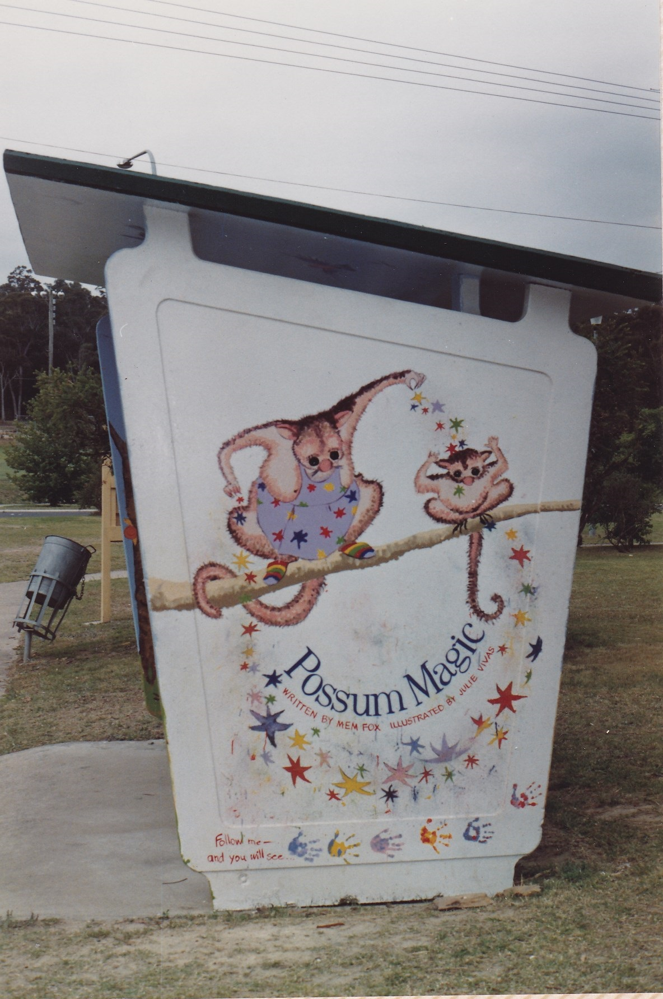 Possum Magic
WRITTEN BY MEM FOX ILLUSTRATED BY JULIE VIVAS
Follow me—
and you will see...